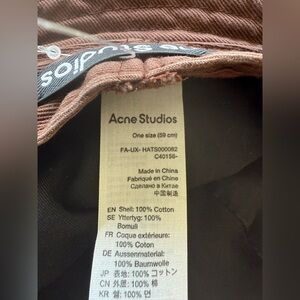 ne Studios
Acne Studios
One size (59 cm)
FA-UX- HATS000082
C40156-
Made in China
Fabriqué en China
Сделано в Китае
中国制造
EN Shell: 100% Cotton
SE Yttertyg: 100%
Bomull
FR Coque extérieure:
100% Coton
DE Aussenmaterial:
100% Baumwolle
JP 表地: 100% コットン
CN 外层: 100% 棉
KR 쉘: 100% 면